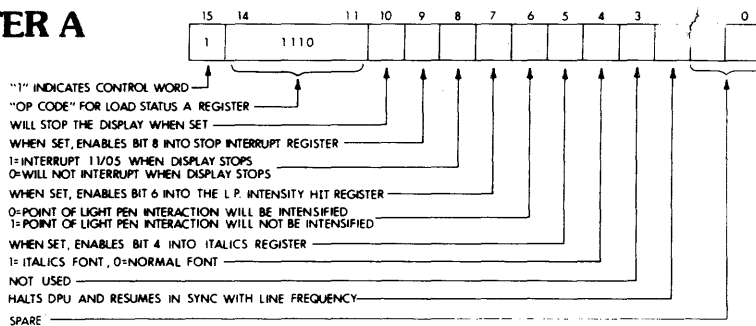 TER A
15 14 11 10 9 8 7 6 5 4 3 0
1 1110
"1" INDICATES CONTROL WORD
"OP CODE" FOR LOAD STATUS A REGISTER
WILL STOP THE DISPLAY WHEN SET
WHEN SET, ENABLES BIT 8 INTO STOP INTERRUPT REGISTER
1=INTERRUPT 11/05 WHEN DISPLAY STOPS
0=WILL NOT INTERRUPT WHEN DISPLAY STOPS
WHEN SET, ENABLES BIT 6 INTO THE L P. INTENSITY HIT REGISTER
0=POINT OF LIGHT PEN INTERACTION WILL BE INTENSIFIED
1=POINT OF LIGHT PEN INTERACTION WILL NOT BE INTENSIFIED
WHEN SET, ENABLES BIT 4 INTO ITALICS REGISTER
1= ITALICS FONT, 0=NORMAL FONT
NOT USED
HALTS DPU AND RESUMES IN SYNC WITH LINE FREQUENCY
SPARE